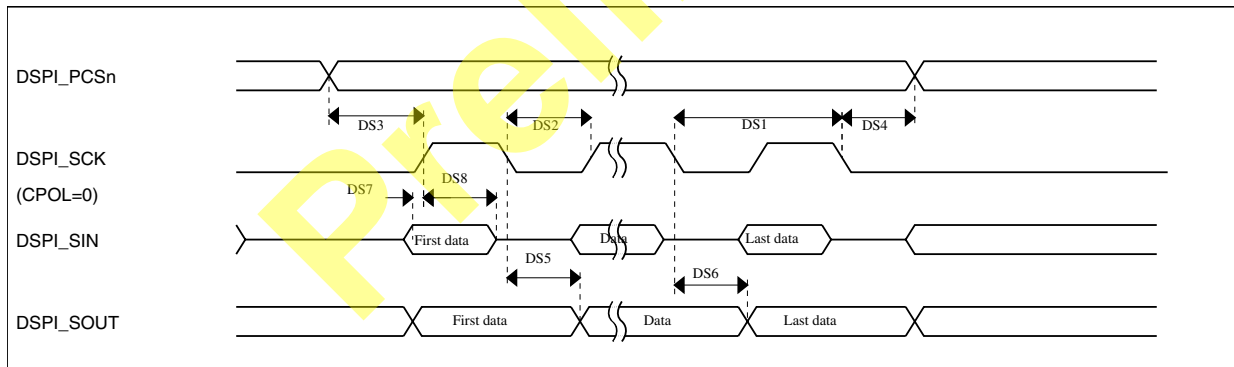 DSPI_PCSn
DS3
DS2
DS1
DS4
DSPI_SCK
(CPOL=0)
DS7
DS8
DSPI_SIN
First data
Data
Last data
DS5
DS6
DSPI_SOUT
First data
Data
Last data
Preli